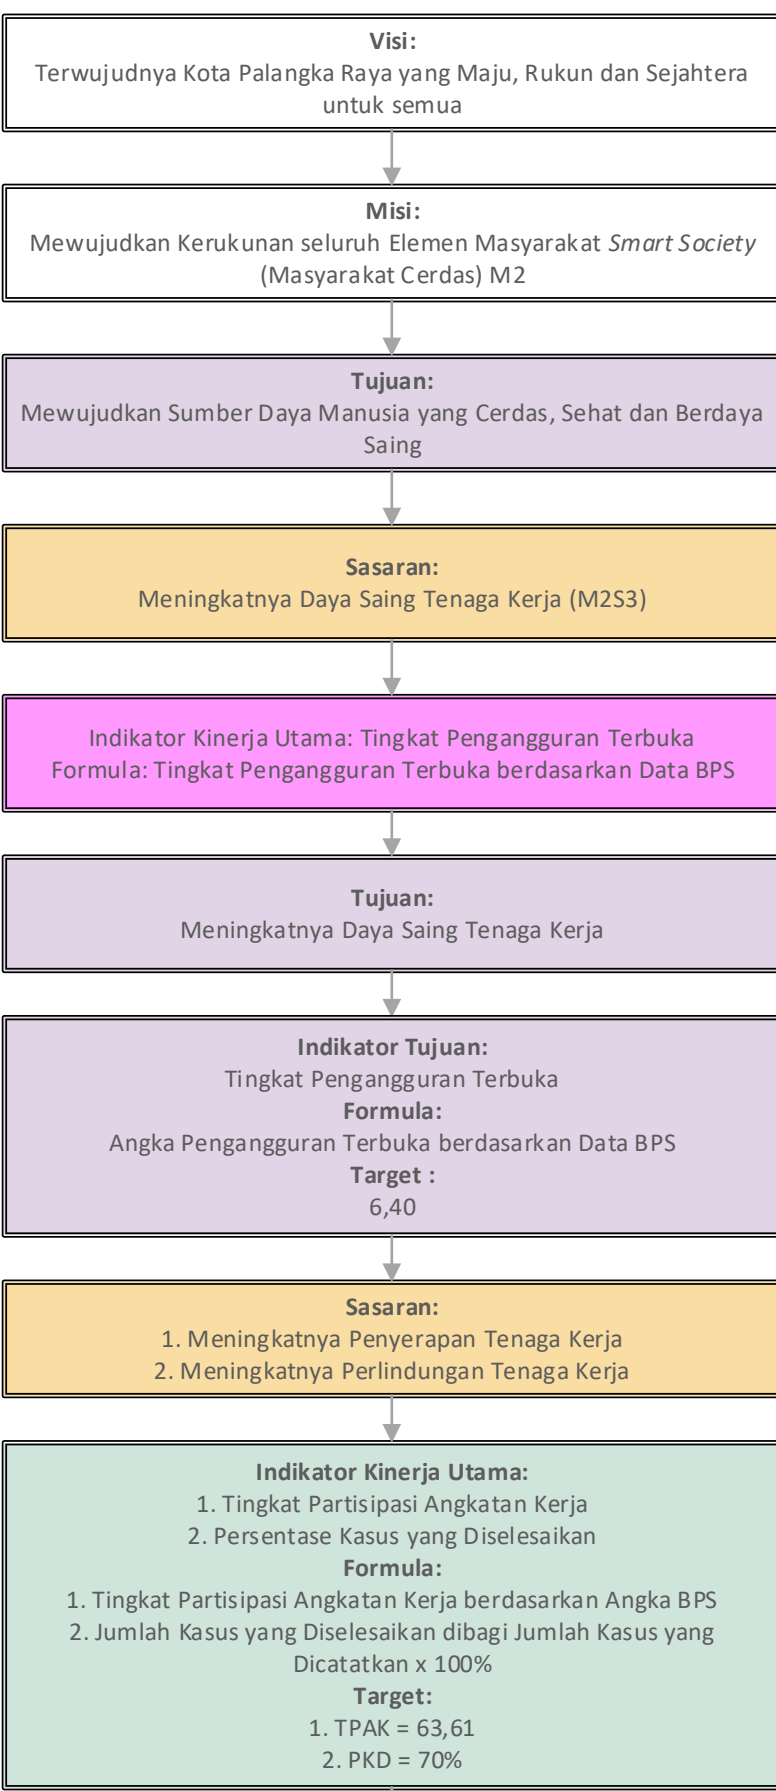 Visi:
Terwujudnya Kota Palangka Raya yang Maju, Rukun dan Sejahtera
untuk semua
Misi:
Mewujudkan Kerukunan seluruh Elemen Masyarakat Smart Society
(Masyarakat Cerdas) M2
Tujuan:
Mewujudkan Sumber Daya Manusia yang Cerdas, Sehat dan Berdaya
Saing
Sasaran:
Meningkatnya Daya Saing Tenaga Kerja (M2S3)
Indikator Kinerja Utama: Tingkat Pengangguran Terbuka
Formula: Tingkat Pengangguran Terbuka berdasarkan Data BPS
Tujuan:
Meningkatnya Daya Saing Tenaga Kerja
Indikator Tujuan:
Tingkat Pengangguran Terbuka
Formula:
Angka Pengangguran Terbuka berdasarkan Data BPS
Target :
6,40
Sasaran:
1. Meningkatnya Penyerapan Tenaga Kerja
2. Meningkatnya Perlindungan Tenaga Kerja
Indikator Kinerja Utama:
1. Tingkat Partisipasi Angkatan Kerja
2. Persentase Kasus yang Diselesaikan
Formula:
1. Tingkat Partisipasi Angkatan Kerja berdasarkan Angka BPS
2. Jumlah Kasus yang Diselesaikan dibagi Jumlah Kasus yang
Dicatatkan x 100%
Target:
1. TPAK = 63,61
2. PKD = 70%